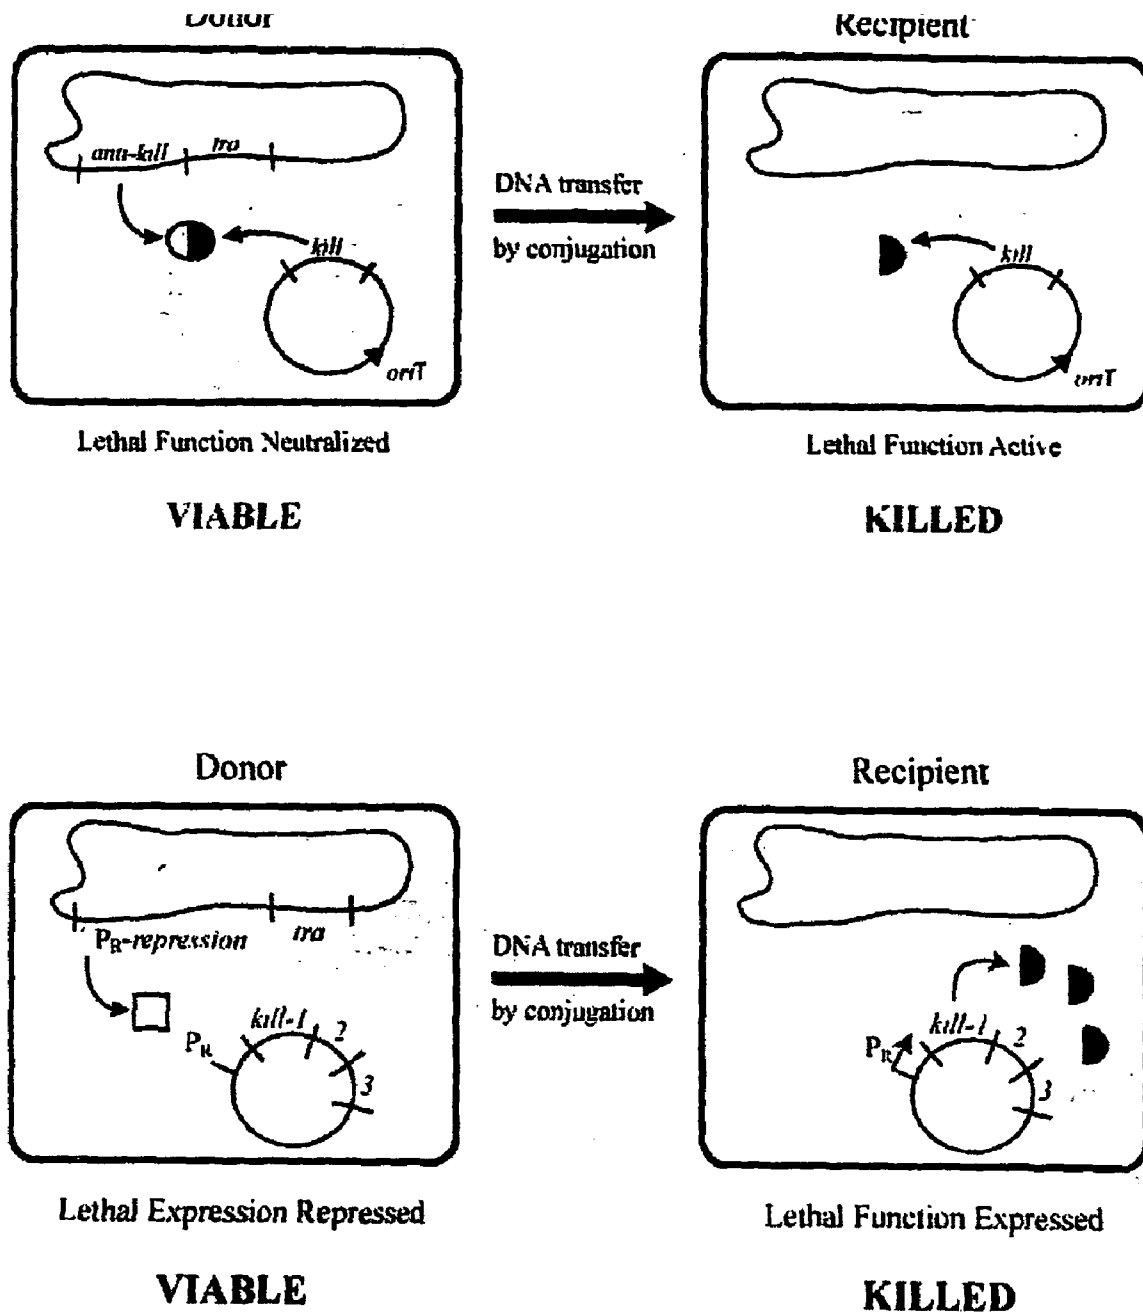 Donor
Recipient
anti-kill
tra
kill
oriT
DNA transfer
by conjugation
kill
oriT
Lethal Function Neutralized
Lethal Function Active
VIABLE
KILLED
Donor
Recipient
PR-repression
tra
PR
kill-1
2
3
DNA transfer
by conjugation
PR
kill-1
2
3
Lethal Expression Repressed
Lethal Function Expressed
VIABLE
KILLED